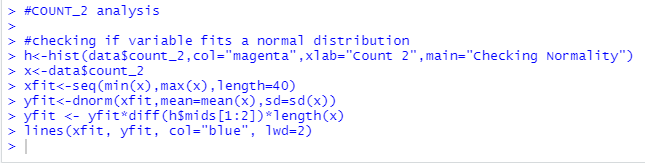 > #COUNT_2 analysis
>
> #checking if variable fits a normal distribution
> h<-hist(data$count_2,col="magenta",xlab="Count 2",main="Checking Normality")
> x<-data$count_2
> xfit<-seq(min(x),max(x),length=40)
> yfit<-dnorm(xfit,mean=mean(x),sd=sd(x))
> yfit <- yfit*diff(h$mids[1:2])*length(x)
> lines(xfit, yfit, col="blue", lwd=2)
>